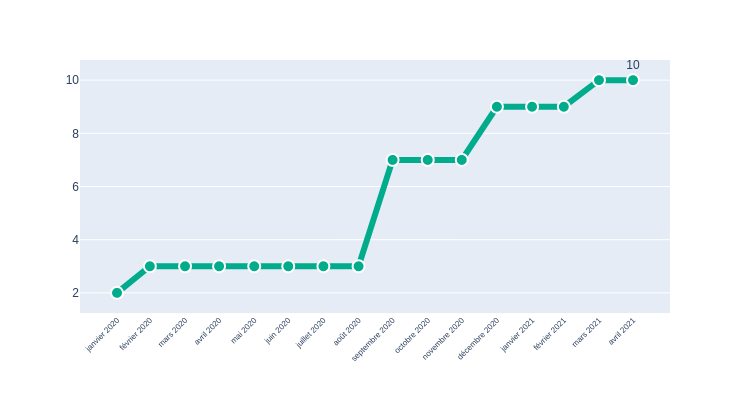 10
10
8
6
4
2
janvier 2020
février 2020
mars 2020
avril 2020
mai 2020
juin 2020
juillet 2020
août 2020
septembre 2020
octobre 2020
novembre 2020
décembre 2020
janvier 2021
février 2021
mars 2021
avril 2021